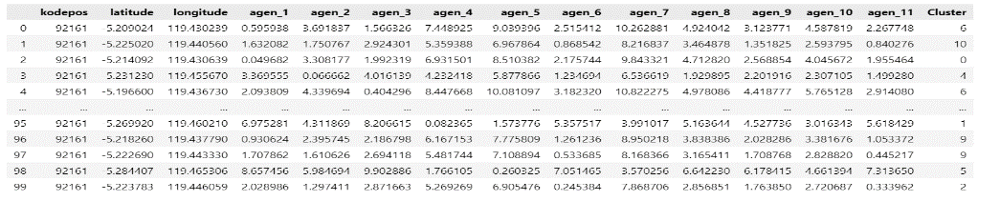 kodepos latitude longitude agen_1 agen_2 agen_3 agen_4 agen_5 agen_6 agen_7 agen_8 agen_9 agen_10 agen_11 Cluster
0 92161 -5.209024 119.430239 0.595938 3.691837 1.566326 7.448925 9.039396 2.515412 10.262881 4.924042 3.123771 4.587819 2.267748 6
1 92161 -5.225020 119.440560 1.632082 1.750767 2.924301 5.359388 6.967864 0.868542 8.216837 3.464878 1.351825 2.593795 0.840276 10
2 92161 -5.214092 119.430639 0.049682 3.308177 1.992319 6.931501 8.510382 2.175744 9.843321 4.712820 2.568854 4.045672 1.955464 0
3 92161 -5.231230 119.455670 3.369555 0.066662 4.016139 4.232418 5.877866 1.234694 6.536619 1.929895 2.201916 2.307105 1.499280 4
4 92161 -5.196600 119.436730 2.093809 4.339694 0.404296 8.447668 10.081097 3.182320 10.822275 4.978086 4.418777 5.765128 2.914080 6
... ... ... ... ... ... ... ... ... ... ... ... ... ... ... ...
95 92161 -5.269920 119.460210 6.975281 4.311869 8.206615 0.082365 1.573776 5.357517 3.991017 5.163644 4.527736 3.016343 5.618429 1
96 92161 -5.218260 119.437790 0.930624 2.395745 2.186798 6.167153 7.775809 1.261236 8.950218 3.838386 2.028286 3.381676 1.053372 9
97 92161 -5.222690 119.443330 1.707862 1.610626 2.694118 5.481744 7.108894 0.533685 8.168366 3.165411 1.708768 2.828820 0.445217 9
98 92161 -5.284407 119.465306 8.657456 5.984694 9.902886 1.766105 0.260325 7.051465 3.570256 6.642230 6.178415 4.661394 7.313650 5
99 92161 -5.223783 119.446059 2.028986 1.297411 2.871663 5.269269 6.905476 0.245384 7.868706 2.856851 1.763850 2.720687 0.333962 2